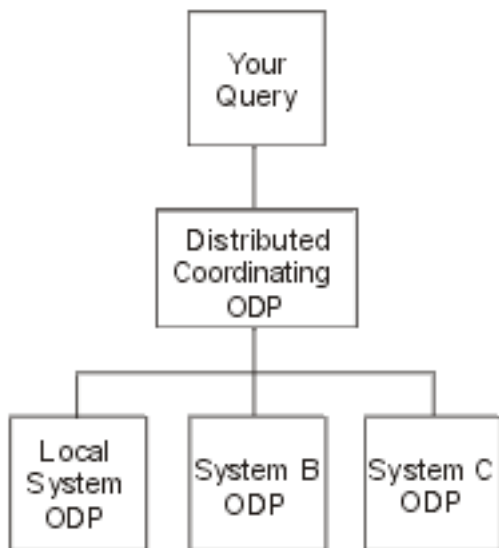 Your
Query
Distributed
Coordinating
ODP
Local
System
ODP
System B
ODP
System C
ODP